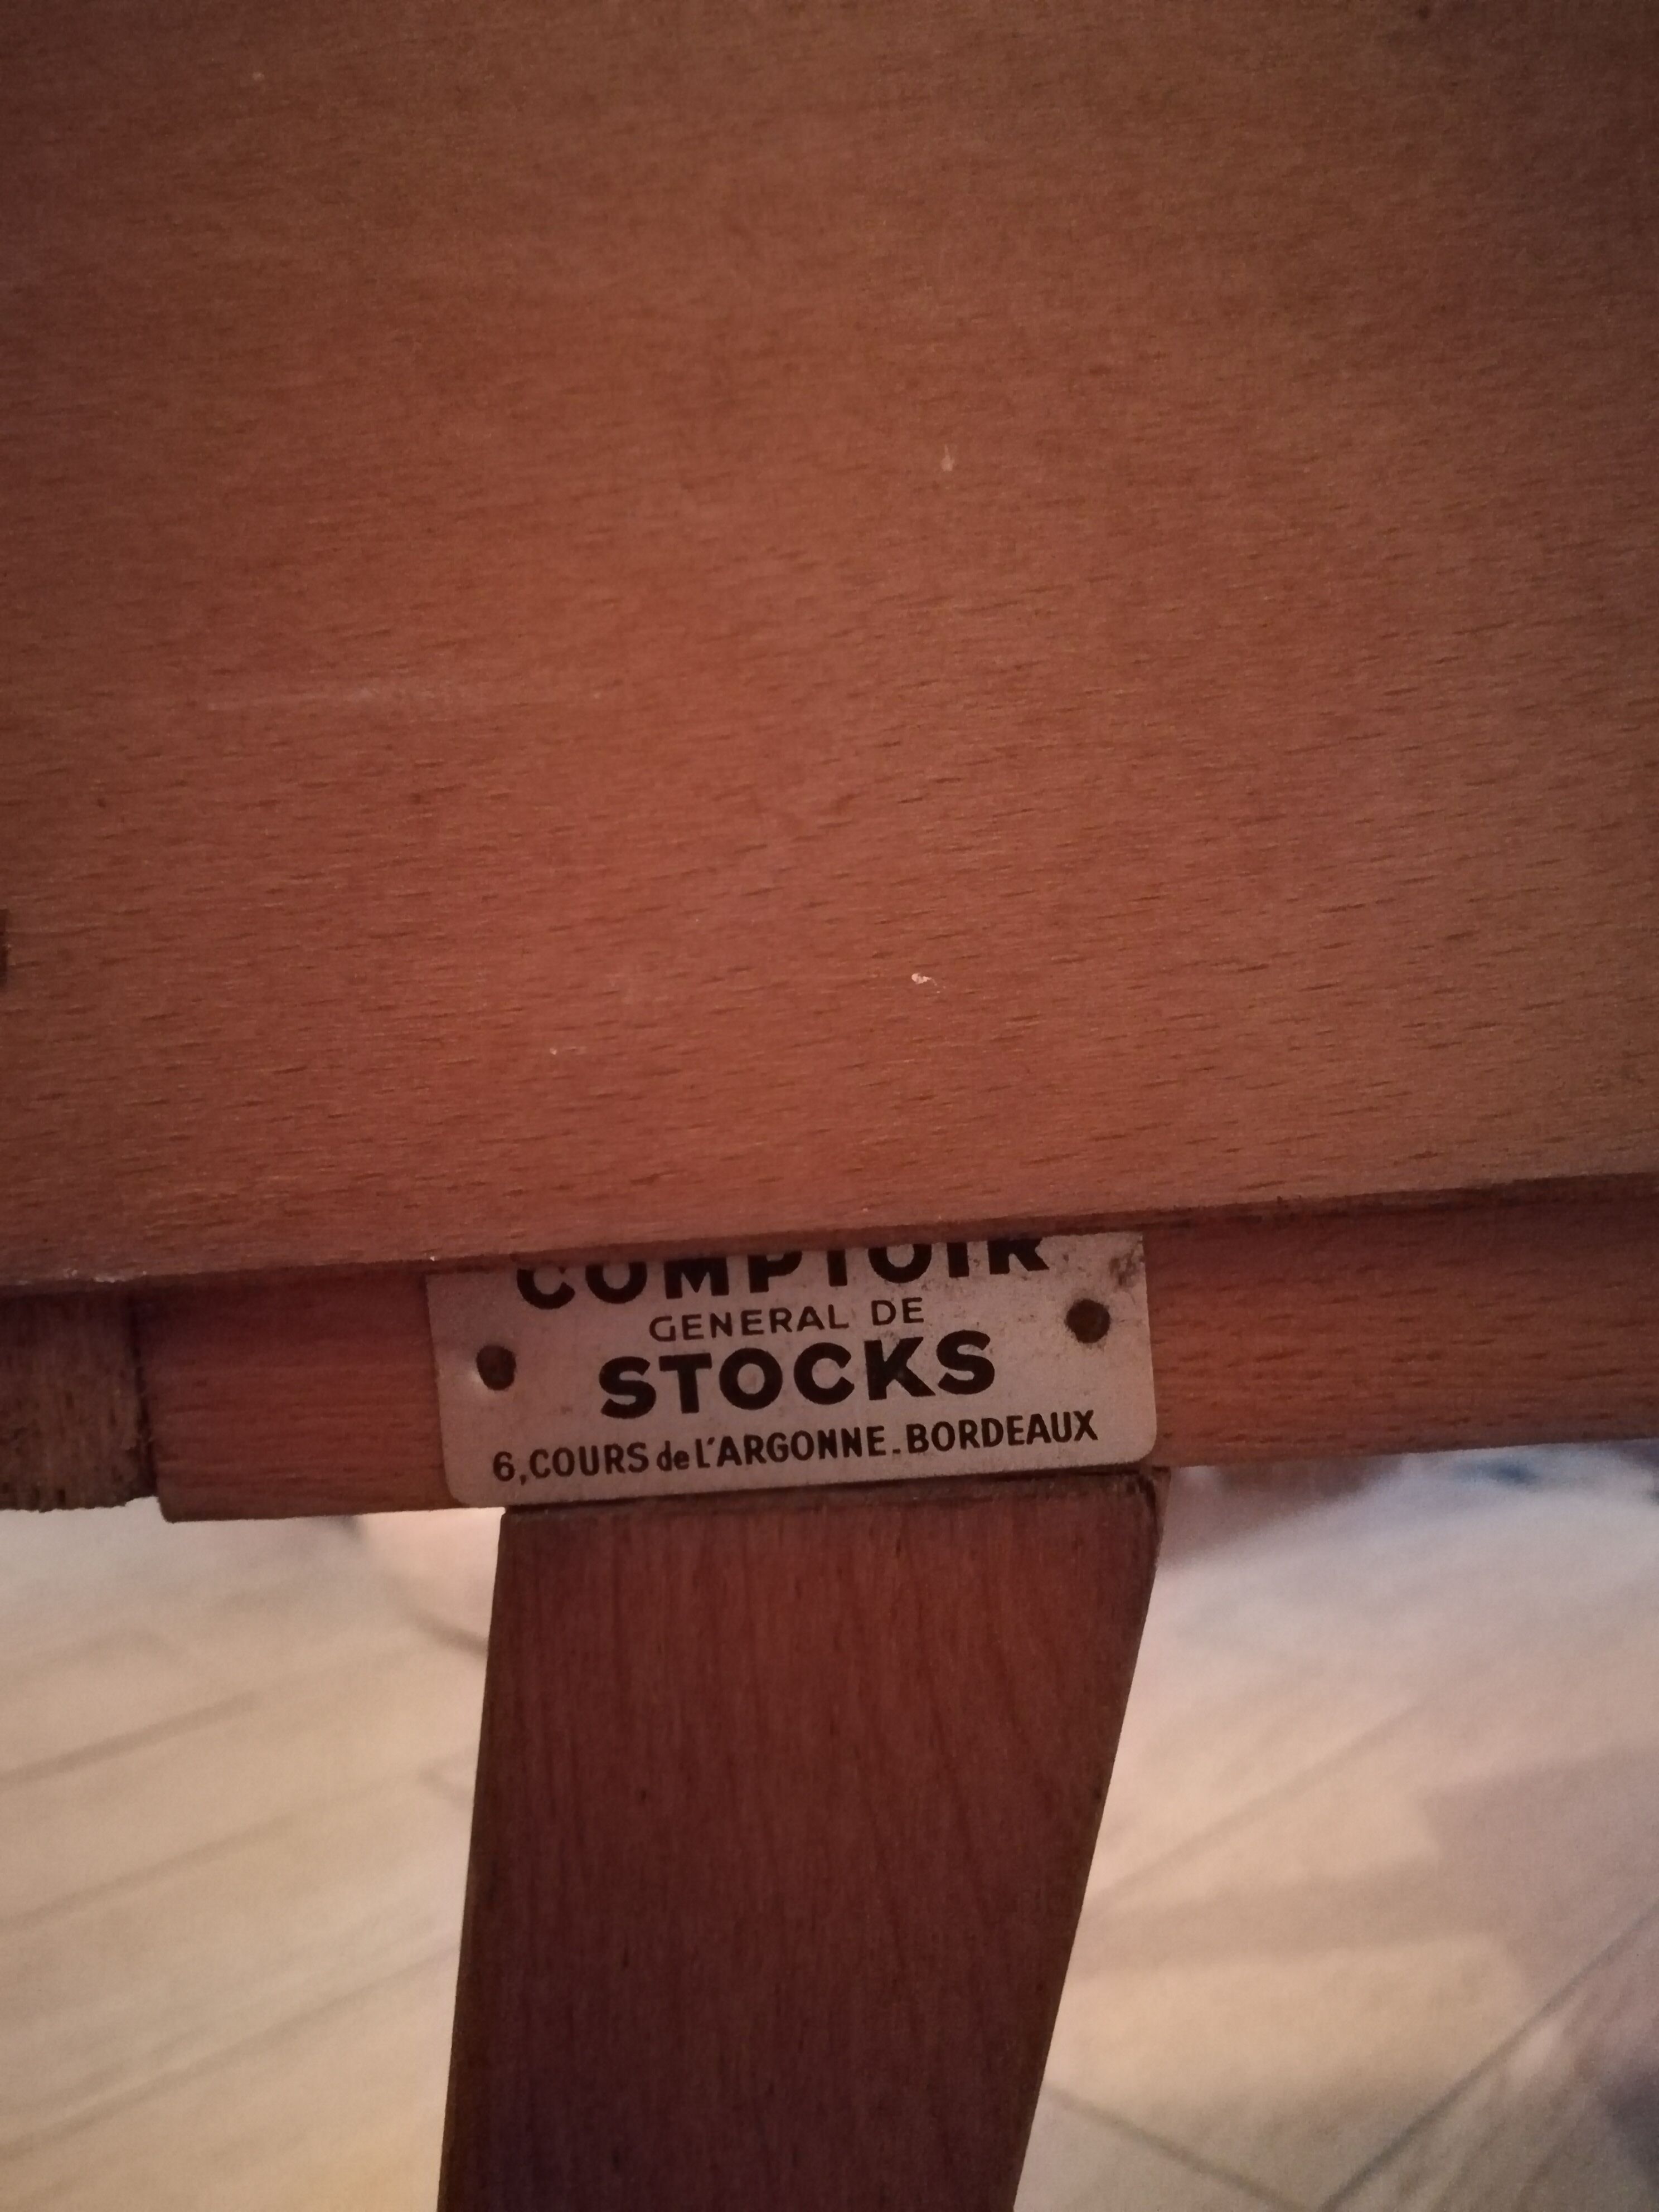 COMPTOIR
GENERAL DE
STOCKS
6, COURS de L'ARGONNE. BORDEAUX